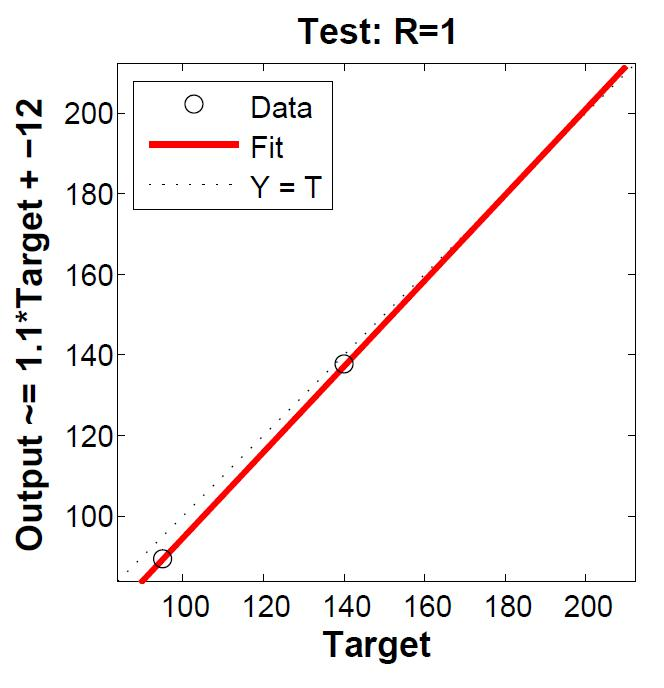 Test: R=1
Output ~= 1.1*Target + −12
200
180
160
140
120
100
Data
Fit
Y = T
100 120 140 160 180 200
Target